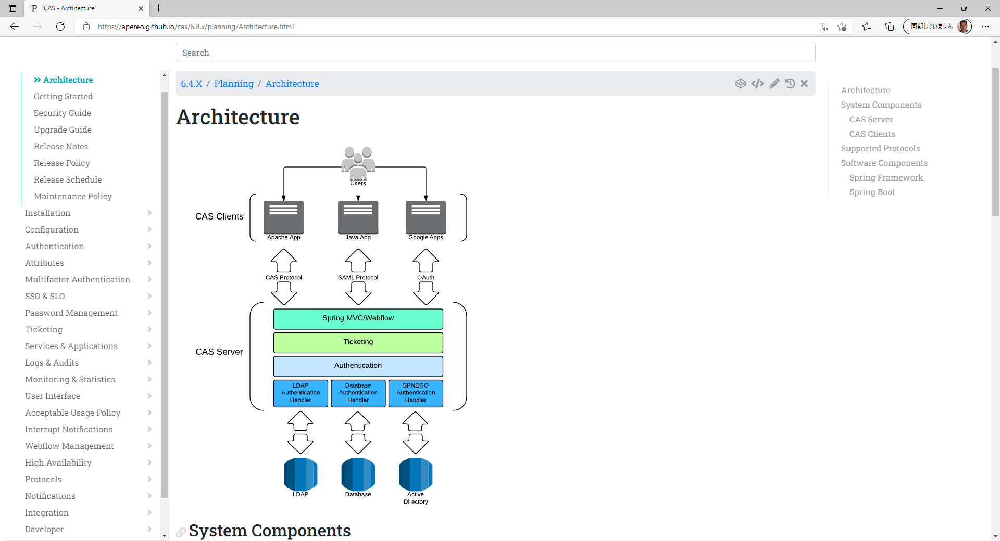 CAS - Architecture
https://apereo.github.io/cas/6.4.x/planning/Architecture.html
同期していません
Search
Architecture
Getting Started
Security Guide
Upgrade Guide
Release Notes
Release Policy
Release Schedule
Maintenance Policy
Installation
Configuration
Authentication
Attributes
Multifactor Authentication
SSO & SLO
Password Management
Ticketing
Services & Applications
Logs & Audits
Monitoring & Statistics
User Interface
Acceptable Usage Policy
Interrupt Notifications
Webflow Management
High Availability
Protocols
Notifications
Integration
Developer
6.4.X / Planning / Architecture
Architecture
Users
CAS Clients
Apache App
Java App
Google Apps
CAS Protocol
SAML Protocol
OAuth
CAS Server
Spring MVC/Webflow
Ticketing
Authentication
LDAP
Authentication
Handler
Database
Authentication
Handler
SPNEGO
Authentication
Handler
LDAP
Database
Active
Directory
System Components
Architecture
System Components
CAS Server
CAS Clients
Supported Protocols
Software Components
Spring Framework
Spring Boot